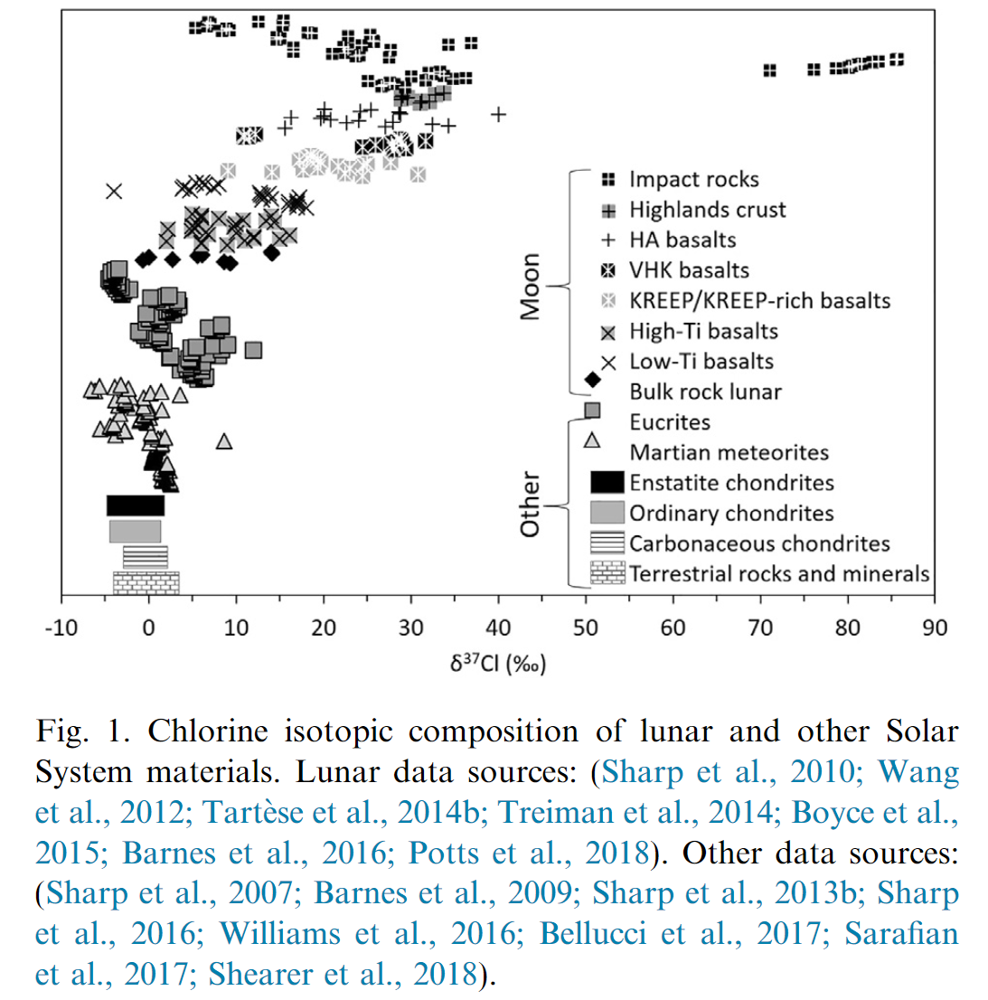 Impact rocks
Highlands crust
HA basalts
VHK basalts
KREEP/KREEP-rich basalts
High-Ti basalts
Low-Ti basalts
Bulk rock lunar
Moon
Eucrites
Martian meteorites
Enstatite chondrites
Ordinary chondrites
Carbonaceous chondrites
Terrestrial rocks and minerals
Other
-10 0 10 20 30 40 50 60 70 80 90
δ³⁷Cl (‰)
Fig. 1. Chlorine isotopic composition of lunar and other Solar
System materials. Lunar data sources: (Sharp et al., 2010; Wang
et al., 2012; Tartèse et al., 2014b; Treiman et al., 2014; Boyce et al.,
2015; Barnes et al., 2016; Potts et al., 2018). Other data sources:
(Sharp et al., 2007; Barnes et al., 2009; Sharp et al., 2013b; Sharp
et al., 2016; Williams et al., 2016; Bellucci et al., 2017; Sarafian
et al., 2017; Shearer et al., 2018).